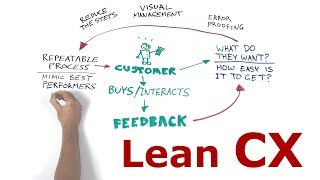 REDUCE
THE STEPS
VISUAL
MANAGEMENT
ERROR
PROOFING
REPEATABLE
PROCESS
MIMIC BEST
PERFORMERS
CUSTOMER
WHAT DO
THEY WANT?
HOW EASY IS
IT TO GET?
BUYS/INTERACTS
FEEDBACK
Lean CX